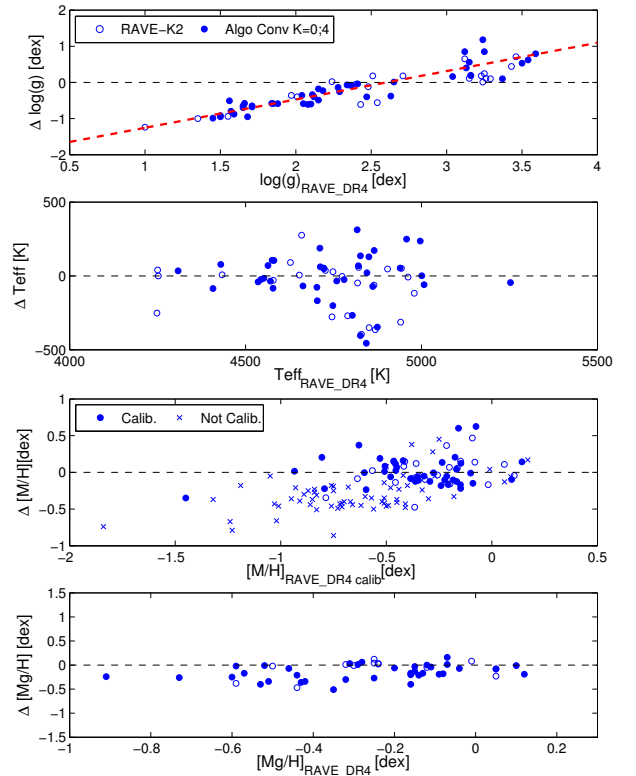 2
1
0
-1
2
Δ log(g) [dex]
RAVE-K2
Algo Conv K=0;4
0.5 1 1.5 2 2.5 3 3.5 4
log(g)RAVE_DR4 [dex]
500
0
-500
Δ Teff [K]
4000 4500 5000 5500
TeffRAVE_DR4 [K]
1
0.5
0
-0.5
-1
Δ [M/H][dex]
Calib.
Not Calib.
-2 -1.5 -1 -0.5 0 0.5
[M/H]RAVE_DR4 calib[dex]
1.5
1
0.5
0
-0.5
-1
1.5
Δ [Mg/H][dex]
-1 -0.8 -0.6 -0.4 -0.2 0 0.2
[Mg/H]RAVE_DR4 [dex]